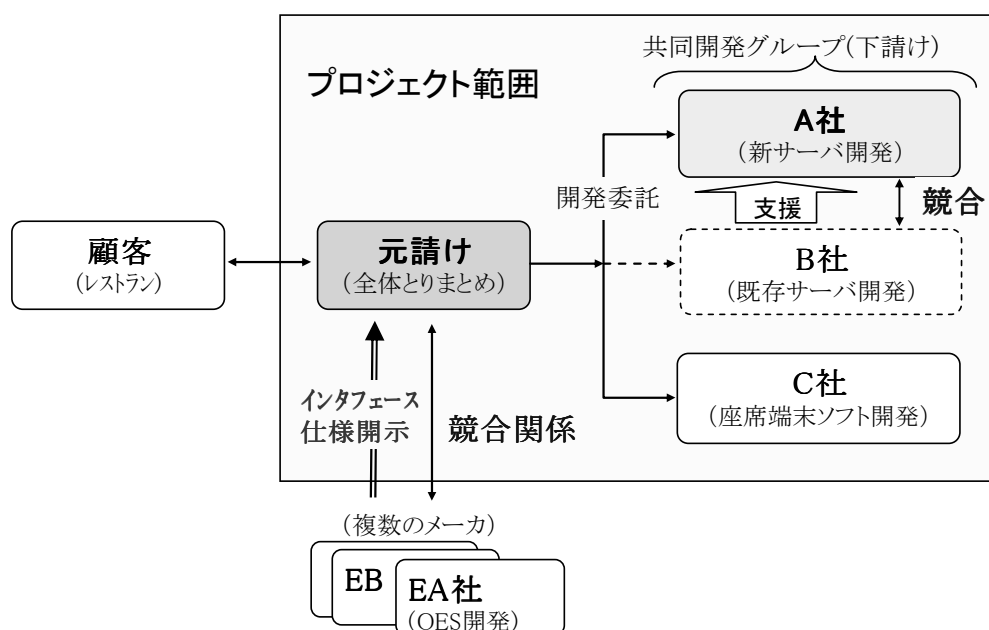 共同開発グループ(下請け)
プロジェクト範囲
A社
(新サーバ開発)
開発委託
支援
競合
顧客
(レストラン)
元請け
(全体とりまとめ)
B社
(既存サーバ開発)
C社
(座席端末ソフト開発)
インタフェース
仕様開示
競合関係
(複数のメーカ)
EB
EA社
(OES開発)